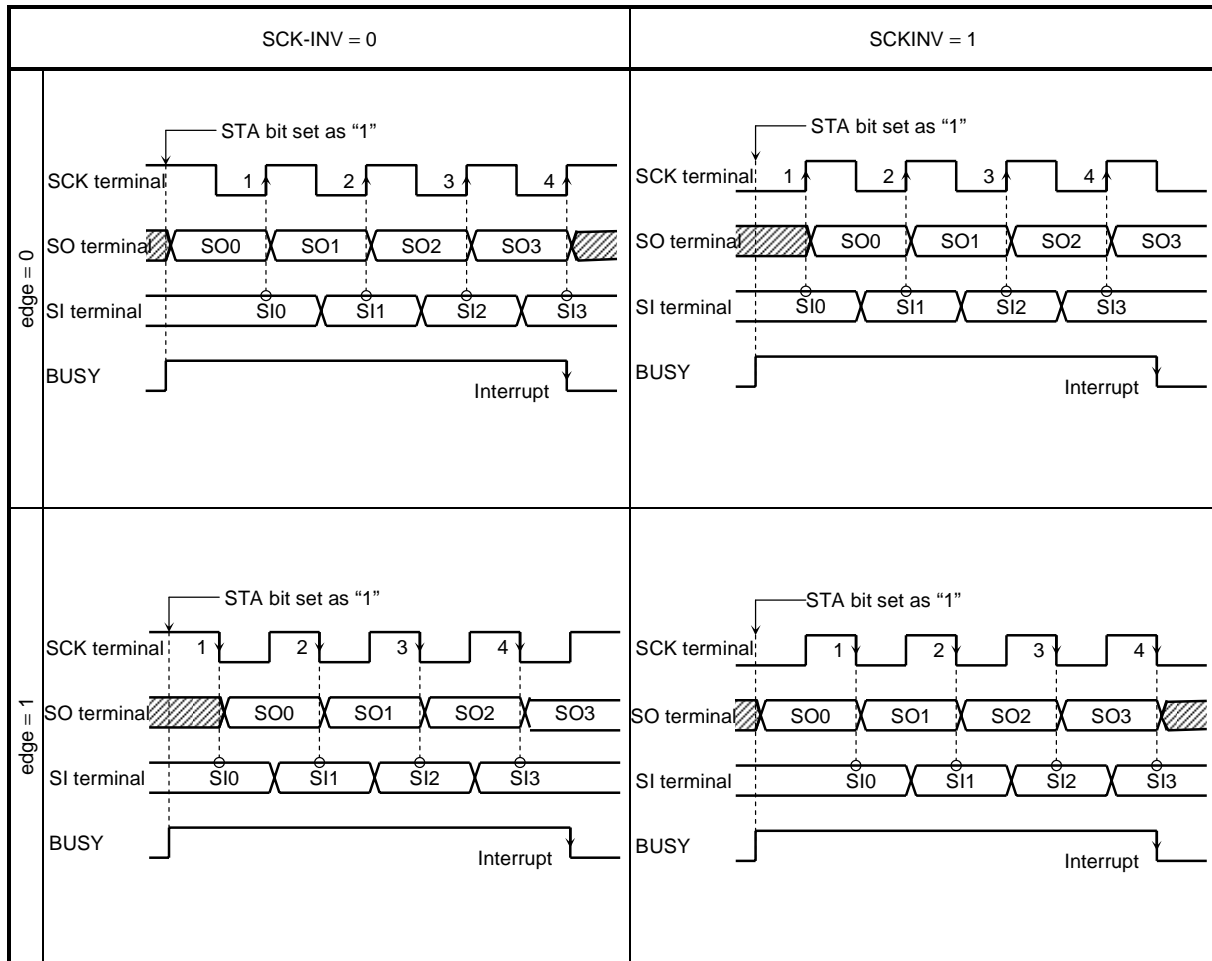 SCK-INV = 0
SCKINV = 1
edge = 0
STA bit set as “1”
SCK terminal 1 2 3 4
SO terminal SO0 SO1 SO2 SO3
SI terminal SI0 SI1 SI2 SI3
BUSY
Interrupt
STA bit set as “1”
SCK terminal 1 2 3 4
SO terminal SO0 SO1 SO2 SO3
SI terminal SI0 SI1 SI2 SI3
BUSY
Interrupt
edge = 1
STA bit set as “1”
SCK terminal 1 2 3 4
SO terminal SO0 SO1 SO2 SO3
SI terminal SI0 SI1 SI2 SI3
BUSY
Interrupt
STA bit set as “1”
SCK terminal 1 2 3 4
SO terminal SO0 SO1 SO2 SO3
SI terminal SI0 SI1 SI2 SI3
BUSY
Interrupt